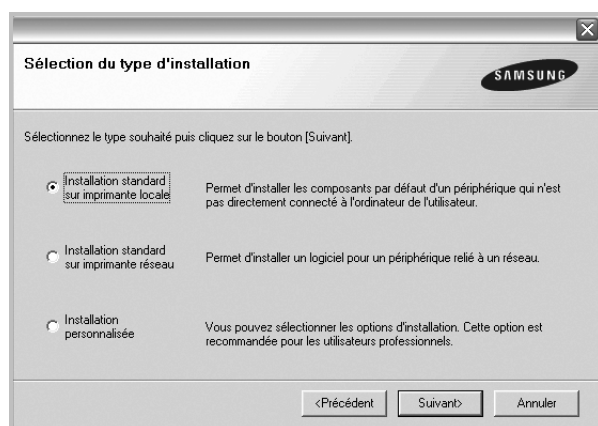 Sélection du type d'installation
SAMSUNG
Sélectionnez le type souhaité puis cliquez sur le bouton [Suivant].
Installation standard
sur imprimante locale
Permet d'installer les composants par défaut d'un périphérique qui n'est
pas directement connecté à l'ordinateur de l'utilisateur.
Installation standard
sur imprimante réseau
Permet d'installer un logiciel pour un périphérique relié à un réseau.
Installation
personnalisée
Vous pouvez sélectionner les options d'installation. Cette option est
recommandée pour les utilisateurs professionnels.
<Précédent
Suivant>
Annuler